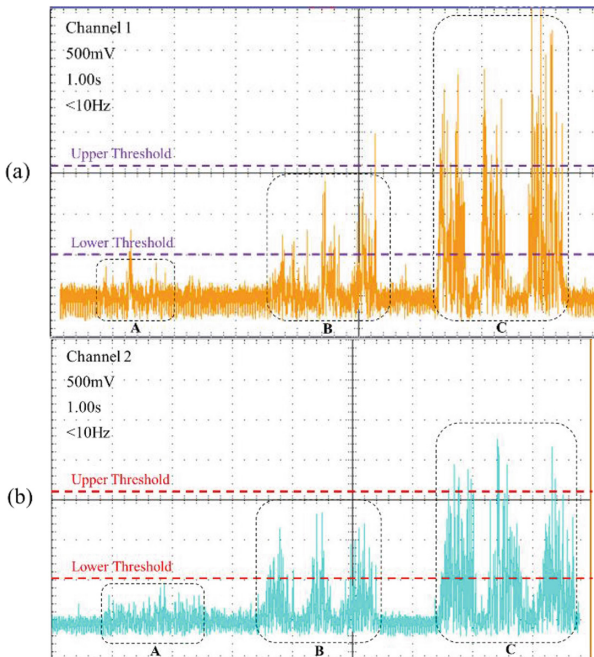 Channel 1
500mV
1.00s
<10Hz
Upper Threshold
(a)
Lower Threshold
A
B
C
Channel 2
500mV
1.00s
<10Hz
Upper Threshold
(b)
Lower Threshold
A
B
C